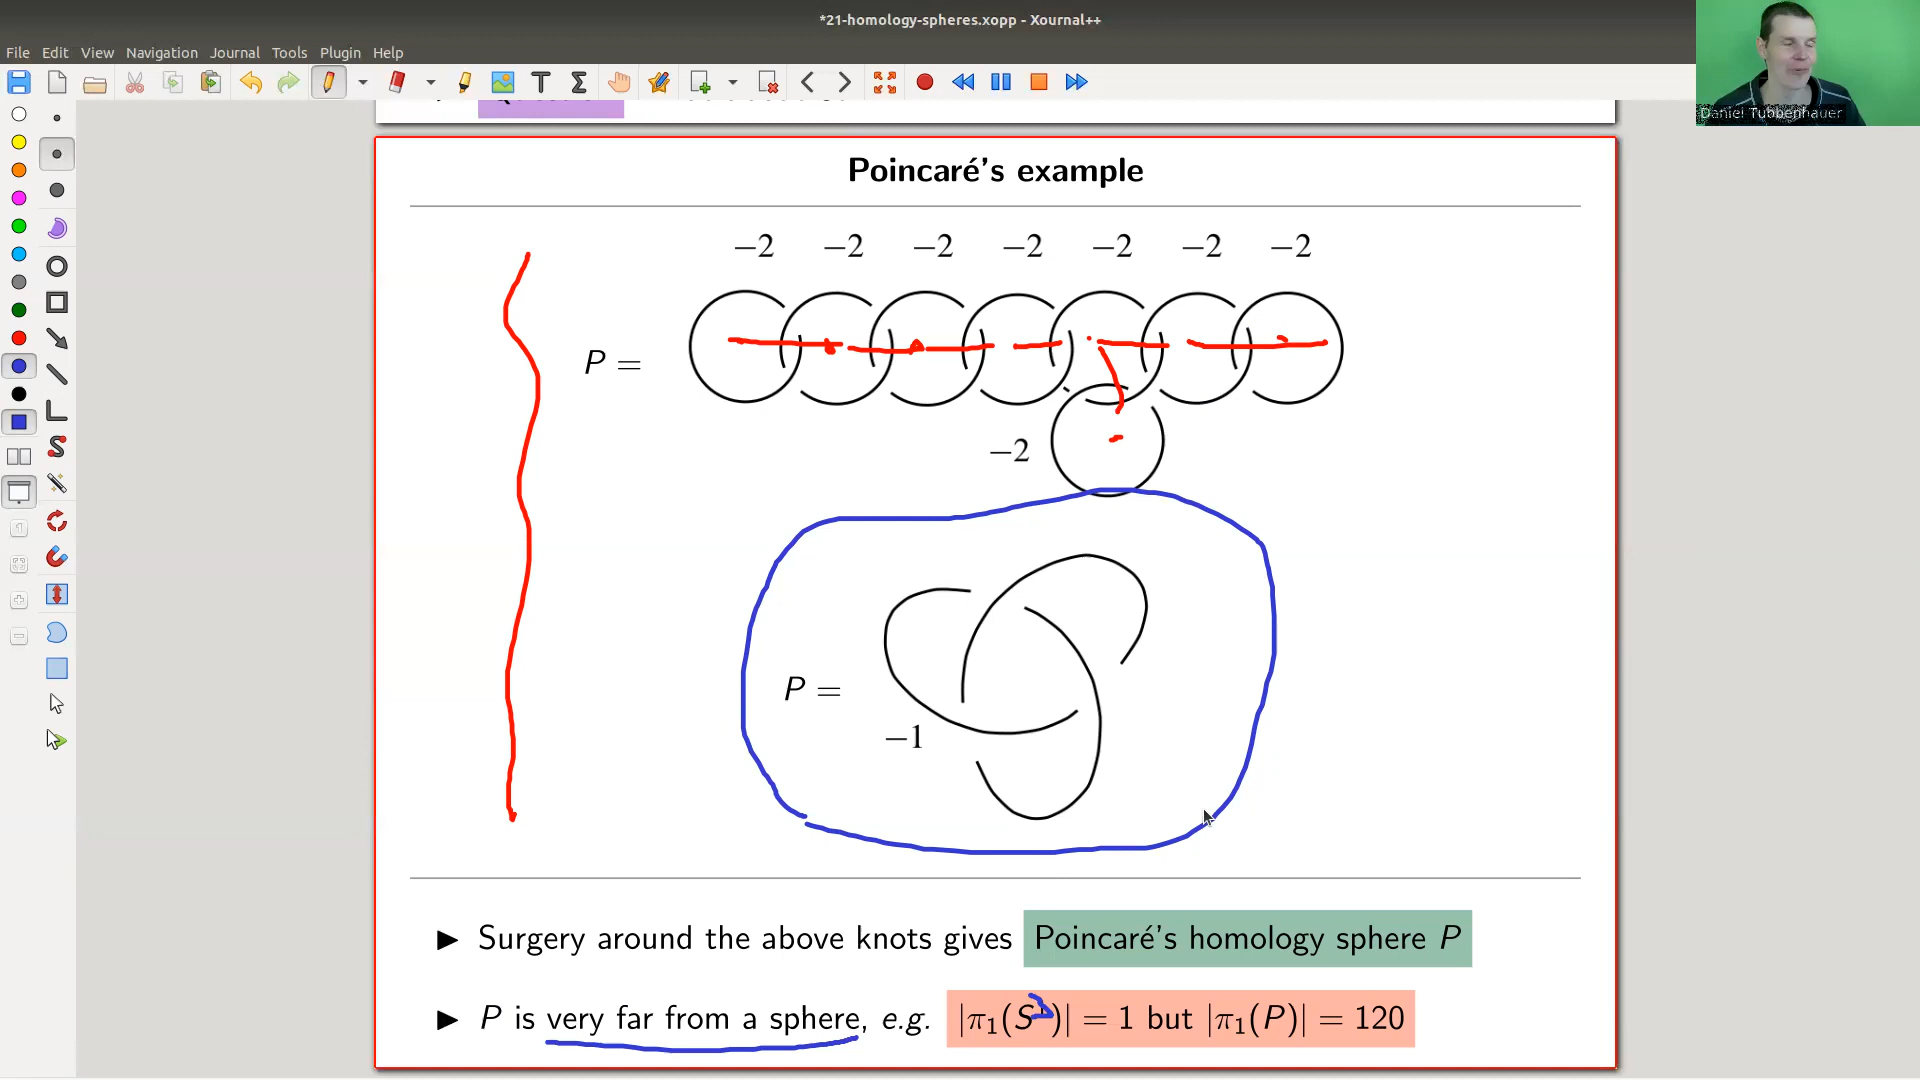 *21-homology-spheres.xopp - Xournal++
File Edit View Navigation Journal Tools Plugin Help
Daniel Tubbenhauer
Poincaré's example
−2 −2 −2 −2 −2 −2 −2
P =
−2
P =
−1
▶ Surgery around the above knots gives Poincaré's homology sphere P
▶ P is very far from a sphere, e.g. |π₁(S³)| = 1 but |π₁(P)| = 120